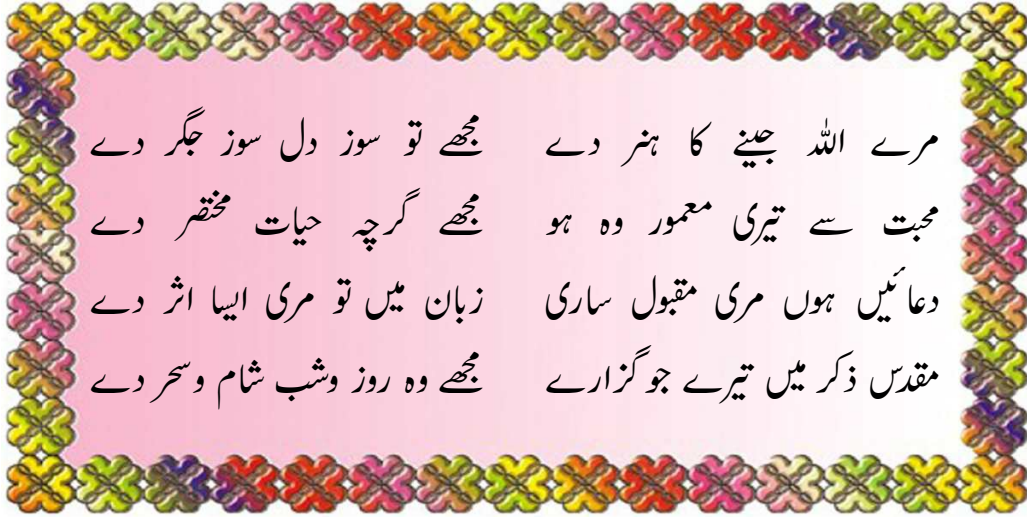 مرے اللہ جینے کا ہنر دے مجھے تو سوز دل سوز جگر دے
محبت سے تیری معمور وہ ہو مجھے گرچہ حیات مختصر دے
دعائیں ہوں مری مقبول ساری زبان میں تو مری ایسا اثر دے
مقدس ذکر میں تیرے جو گزارے مجھے وہ روز وشب شام وسحر دے